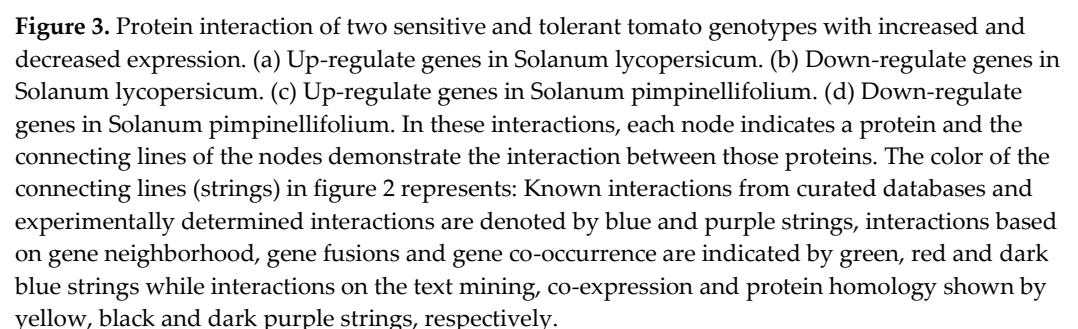 Figure 3. Protein interaction of two sensitive and tolerant tomato genotypes with increased and
decreased expression. (a) Up-regulate genes in Solanum lycopersicum. (b) Down-regulate genes in
Solanum lycopersicum. (c) Up-regulate genes in Solanum pimpinellifolium. (d) Down-regulate
genes in Solanum pimpinellifolium. In these interactions, each node indicates a protein and the
connecting lines of the nodes demonstrate the interaction between those proteins. The color of the
connecting lines (strings) in figure 2 represents: Known interactions from curated databases and
experimentally determined interactions are denoted by blue and purple strings, interactions based
on gene neighborhood, gene fusions and gene co-occurrence are indicated by green, red and dark
blue strings while interactions on the text mining, co-expression and protein homology shown by
yellow, black and dark purple strings, respectively.